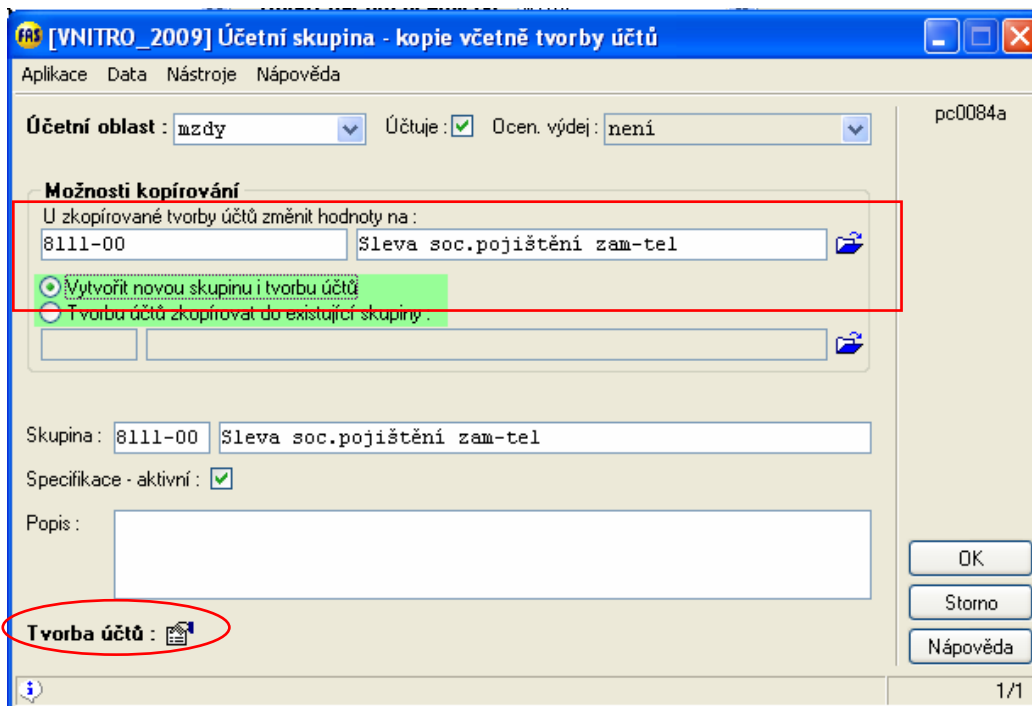 FAS [VNITRO_2009] Účetní skupina - kopie včetně tvorby účtů
Aplikace Data Nástroje Nápověda
Účetní oblast : mzdy Účtuje : Ocen. výdej : není pc0084a
Možnosti kopírování
U zkopírované tvorby účtů změnit hodnoty na :
8111-00 Sleva soc.pojištění zam-tel
Vytvořit novou skupinu i tvorbu účtů
Tvorbu účtů zkopírovat do existující skupiny :
Skupina : 8111-00 Sleva soc.pojištění zam-tel
Specifikace - aktivní :
Popis :
OK
Storno
Tvorba účtů :
Nápověda
1/1